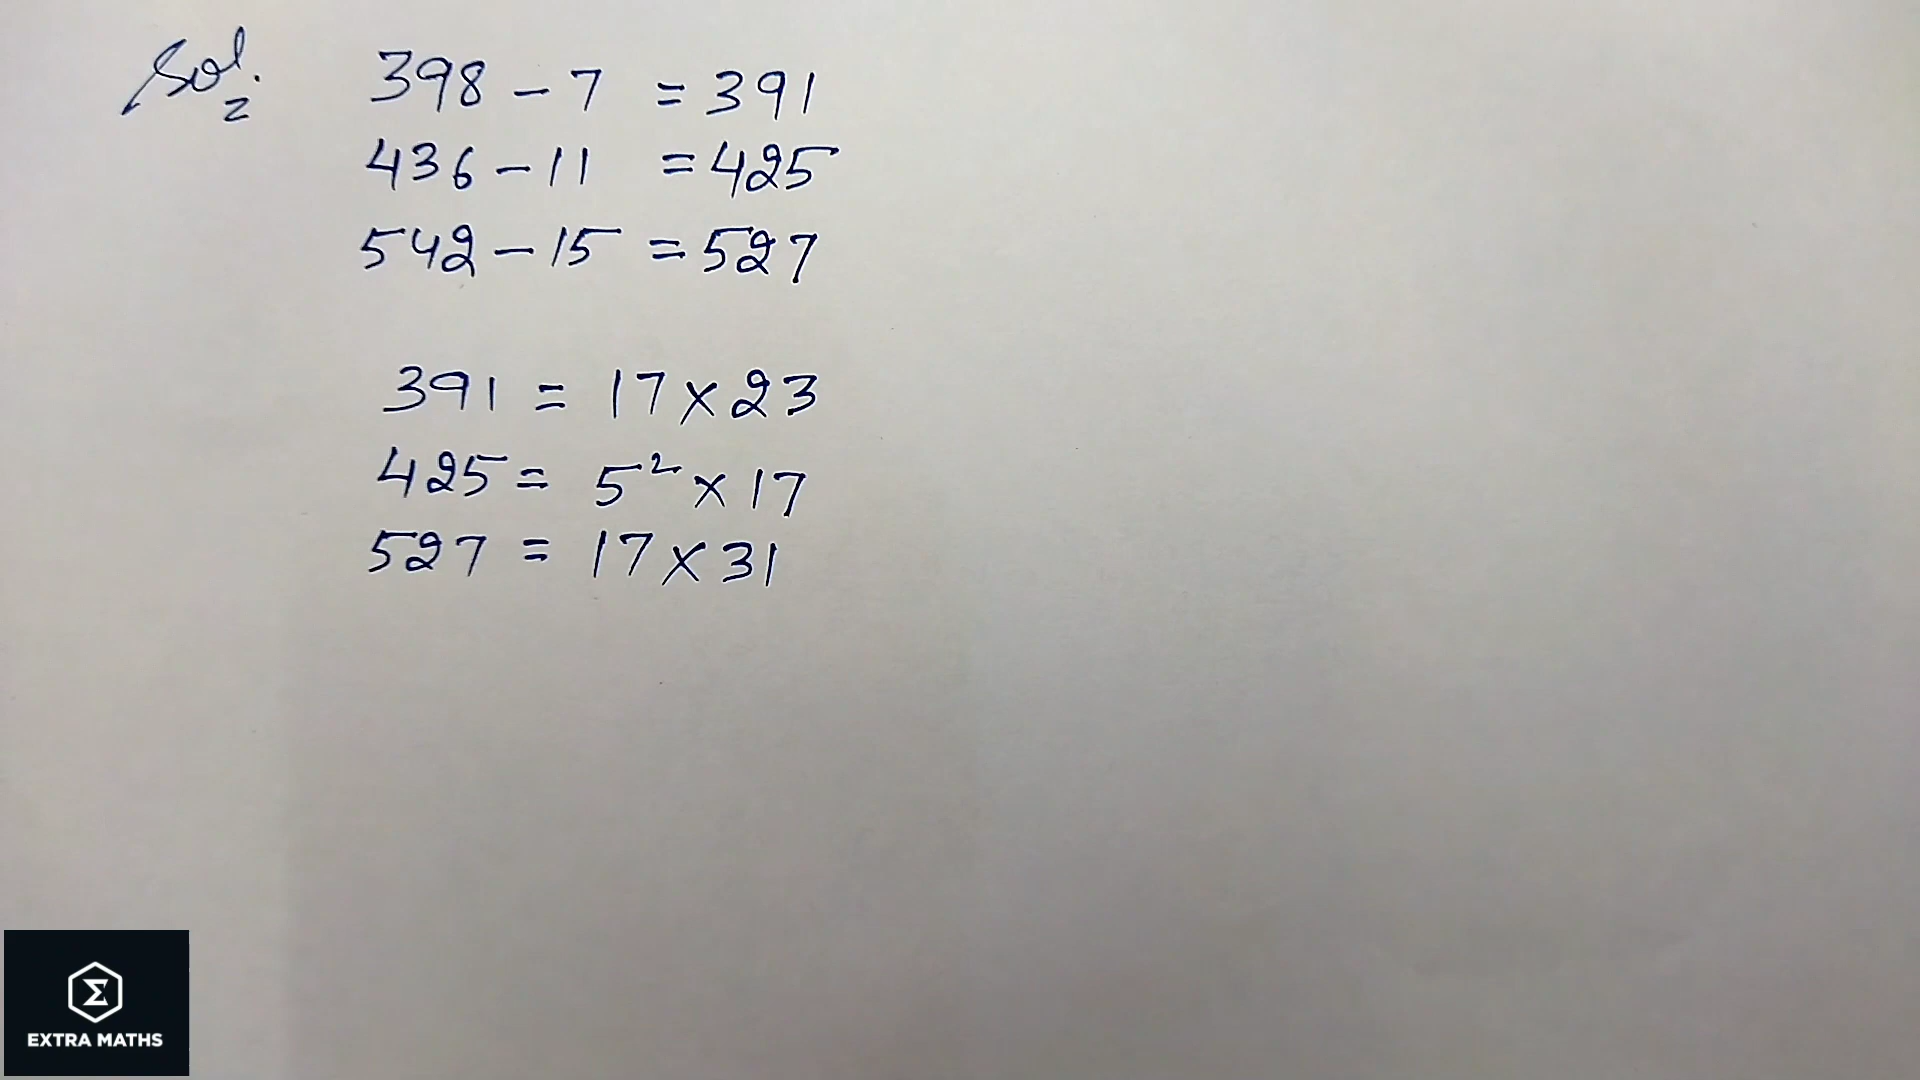 Sol.
398 - 7 = 391
436 - 11 = 425
542 - 15 = 527
391 = 17 × 23
425 = 5² × 17
527 = 17 × 31
Σ
EXTRA MATHS